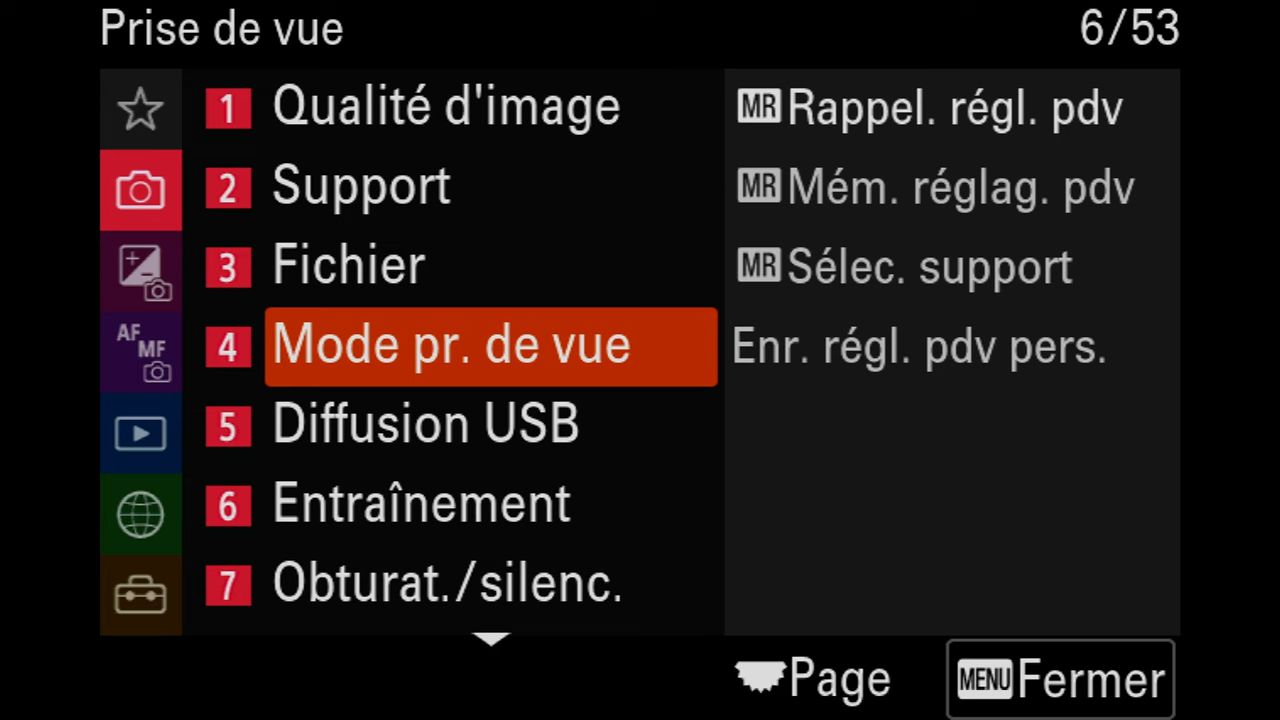 Prise de vue 6/53
1 Qualité d'image
2 Support
3 Fichier
4 Mode pr. de vue
5 Diffusion USB
6 Entraînement
7 Obturat./silenc.
AF
MF
MR Rappel. régl. pdv
MR Mém. réglag. pdv
MR Sélec. support
Enr. régl. pdv pers.
Page
MENU Fermer